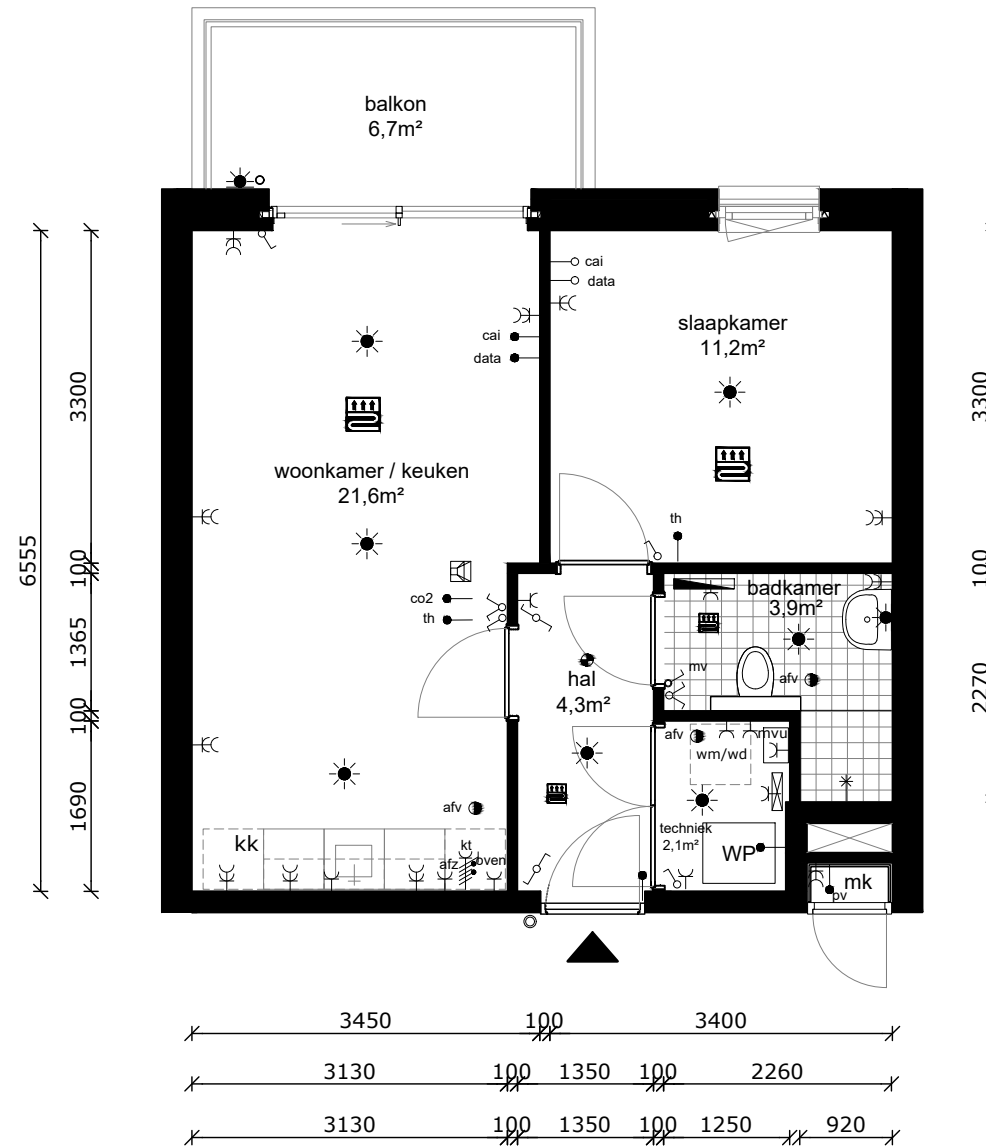 balkon
6,7m²
cai
data
slaapkamer
11,2m²
cai
data
woonkamer / keuken
21,6m²
th
co2
th
badkamer
3,9m²
mv
afv
hal
4,3m²
afv
mvu
wm/wd
afv
techniek
2,1m²
WP
kk
kt
afz
oven
mk
pv
6555
3300
100
1365
100
1690
3300
100
2270
3450
100
3400
3130
100
1350
100
2260
3130
100
1350
100
1250
920